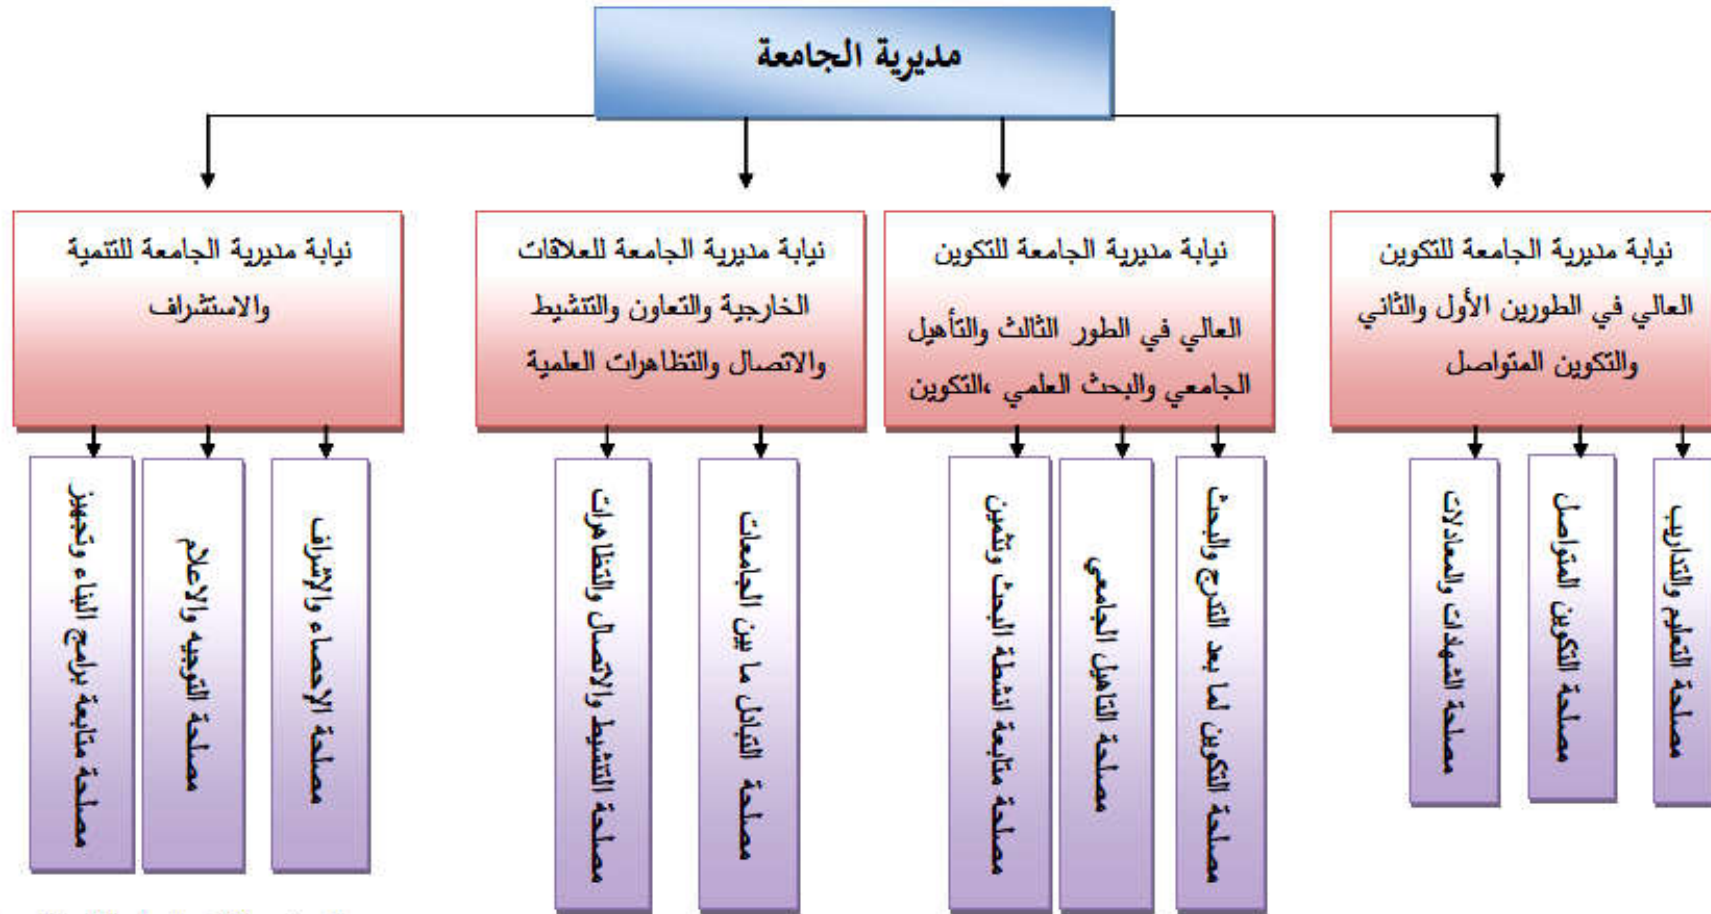 مديرية الجامعة
نيابة مديرية الجامعة للتكوين
العالي في الطورين الأول والثاني
والتكوين المتواصل
نيابة مديرية الجامعة للتكوين
العالي في الطور الثالث والتأهيل
الجامعي والبحث العلمي ،التكوين
نيابة مديرية الجامعة للعلاقات
الخارجية والتعاون والتنشيط
والاتصال والتظاهرات العلمية
نيابة مديرية الجامعة للتنمية
والاستشراف
مصلحة التعليم والتداريب
مصلحة التكوين المتواصل
مصلحة الشهادات والمعادلات
مصلحة التكوين لما بعد التدرج والبحث
مصلحة التاهيل الجامعي
مصلحة متابعة انشطة البحث وتثمين
مصلحة التبادل ما بين الجامعات
مصلحة التنشيط والاتصال والتظاهرات
مصلحة الإحصاء والإشراف
مصلحة التوجيه والاعلام
مصلحة متابعة برامج البناء وتجهيز